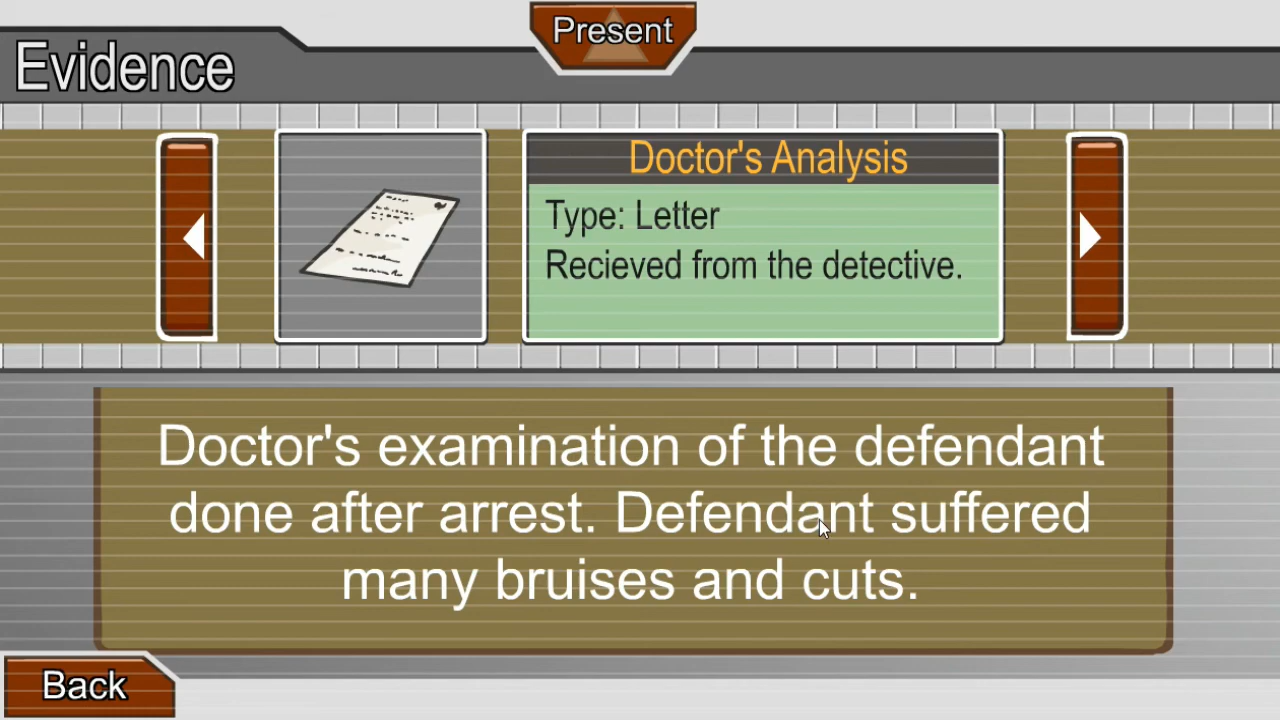 Present
Evidence
Doctor's Analysis
Type: Letter
Recieved from the detective.
Doctor's examination of the defendant
done after arrest. Defendant suffered
many bruises and cuts.
Back